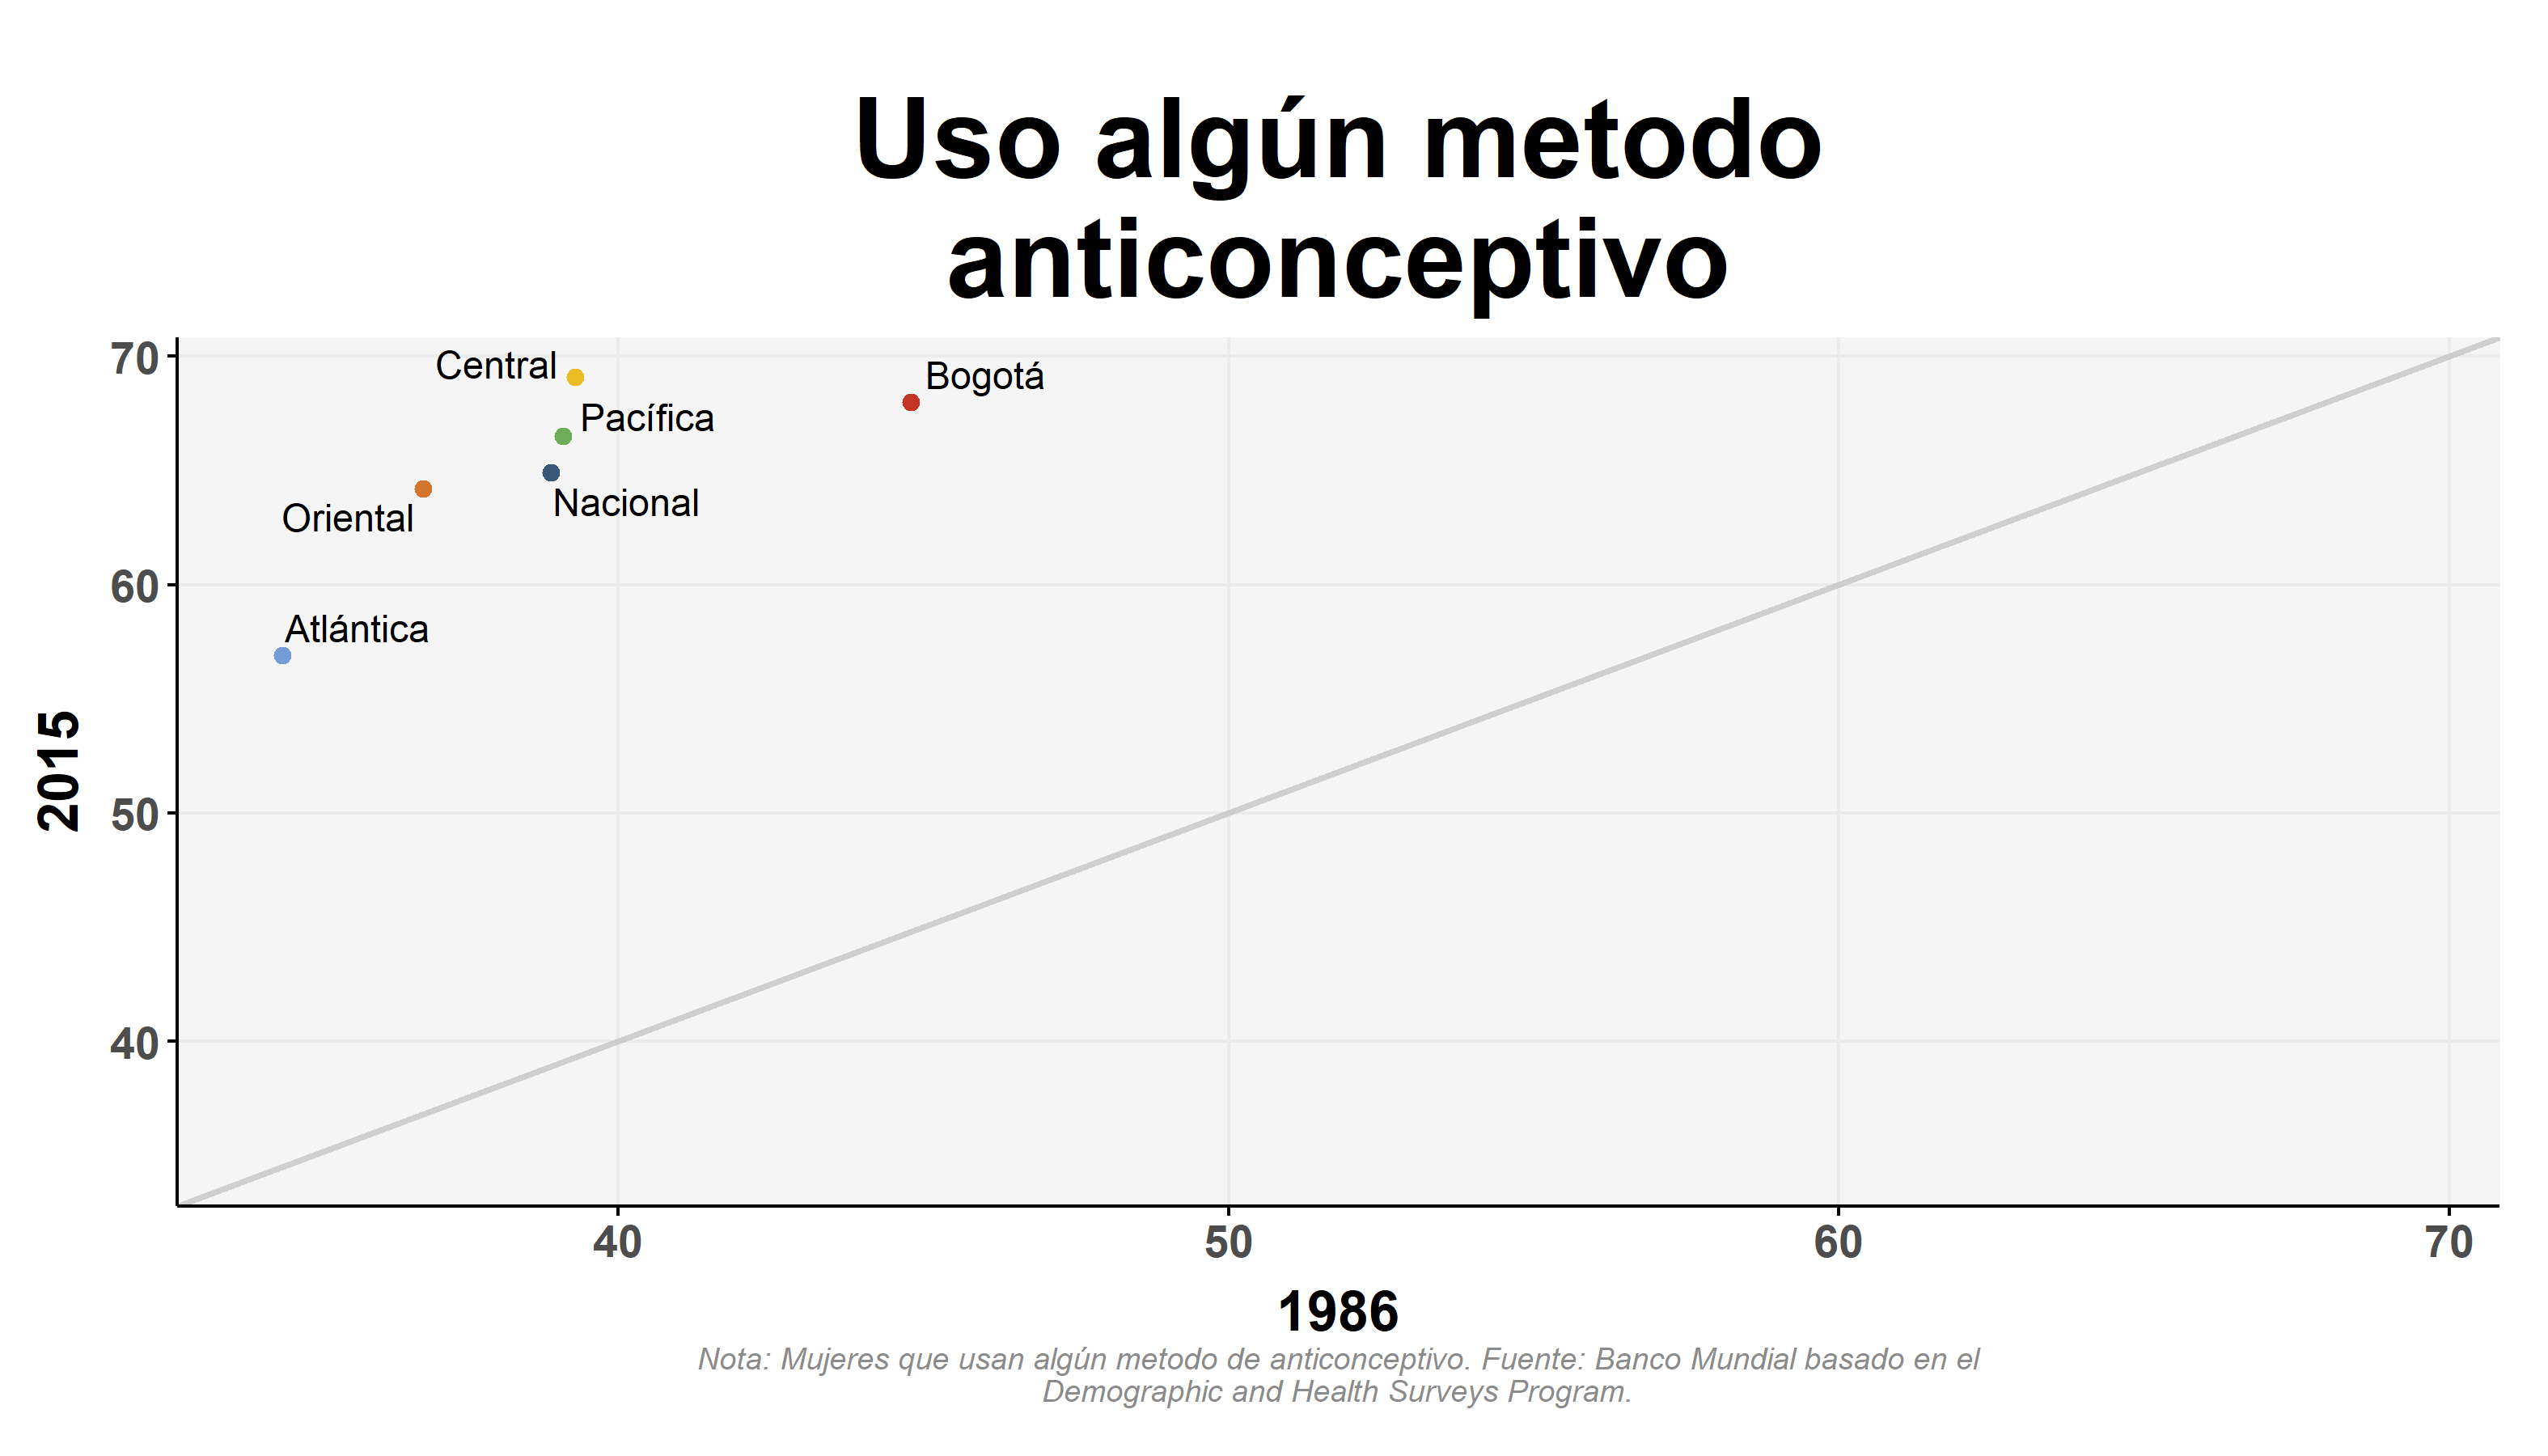 Uso algún metodo
anticonceptivo
70
Central
Bogotá
Pacífica
Nacional
Oriental
60
Atlántica
2015
50
40
40
50
60
70
1986
Nota: Mujeres que usan algún metodo de anticonceptivo. Fuente: Banco Mundial basado en el
Demographic and Health Surveys Program.